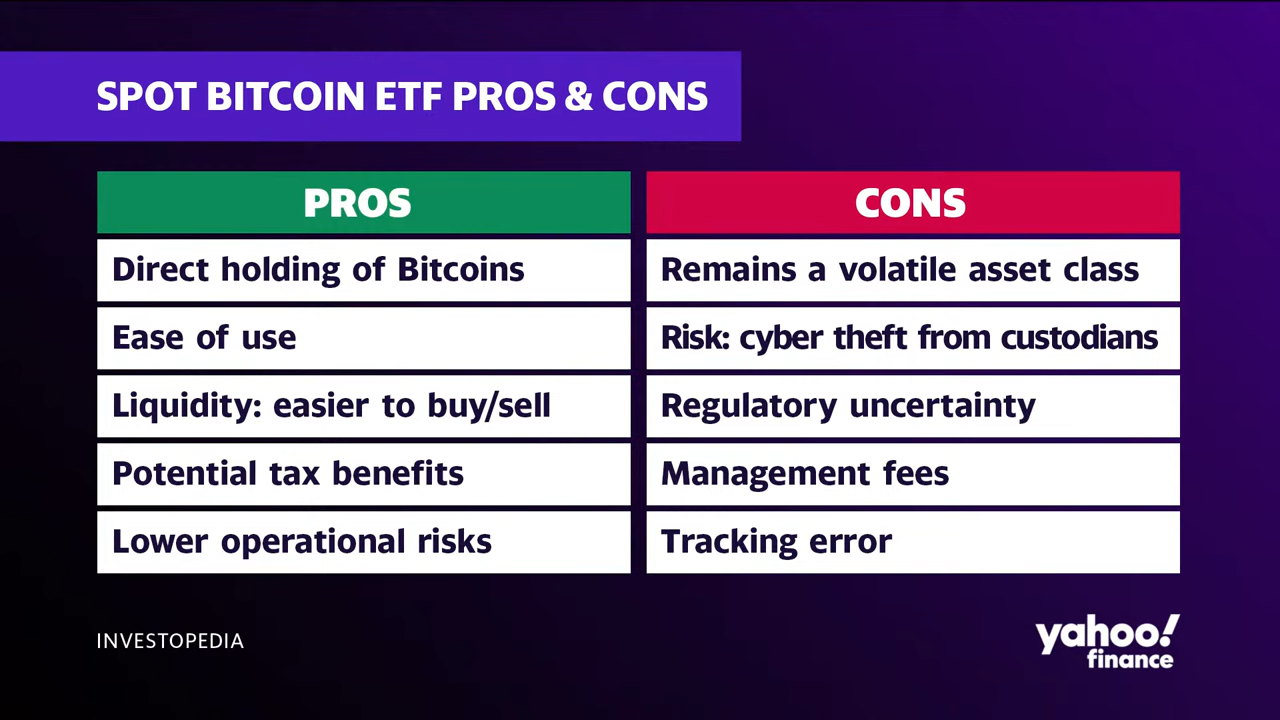 SPOT BITCOIN ETF PROS & CONS
PROS
Direct holding of Bitcoins
Ease of use
Liquidity: easier to buy/sell
Potential tax benefits
Lower operational risks
CONS
Remains a volatile asset class
Risk: cyber theft from custodians
Regulatory uncertainty
Management fees
Tracking error
INVESTOPEDIA
yahoo!
finance